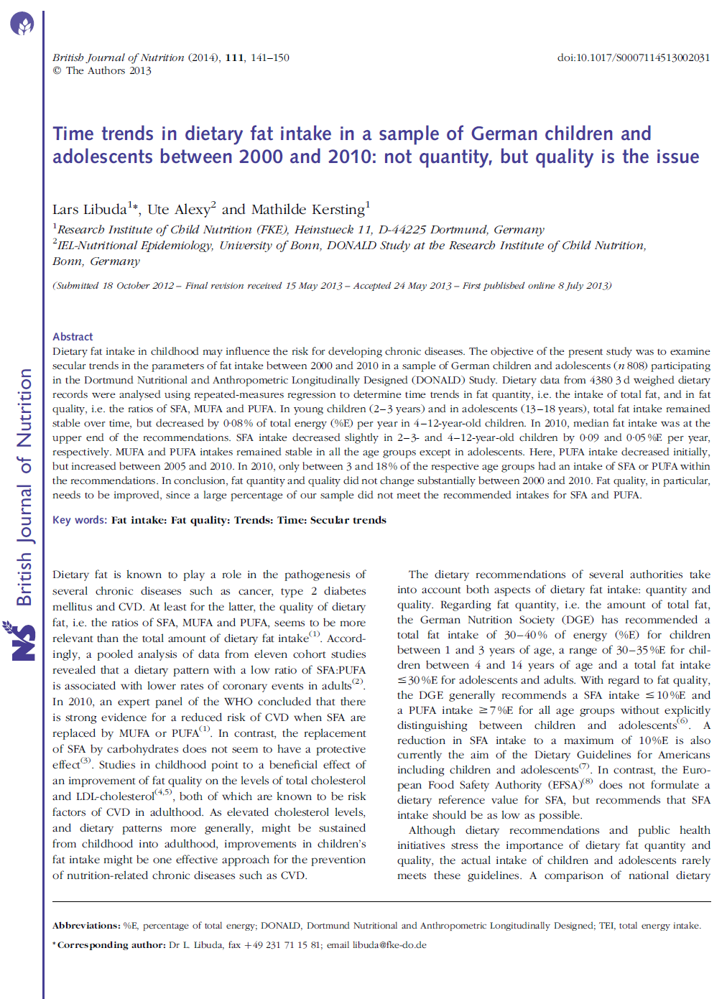 British Journal of Nutrition (2014), 111, 141–150
doi:10.1017/S0007114513002031
© The Authors 2013
Time trends in dietary fat intake in a sample of German children and
adolescents between 2000 and 2010: not quantity, but quality is the issue
Lars Libuda1*, Ute Alexy2 and Mathilde Kersting1
1Research Institute of Child Nutrition (FKE), Heinstueck 11, D-44225 Dortmund, Germany
2IEL-Nutritional Epidemiology, University of Bonn, DONALD Study at the Research Institute of Child Nutrition,
Bonn, Germany
(Submitted 18 October 2012 – Final revision received 15 May 2013 – Accepted 24 May 2013 – First published online 8 July 2013)
Abstract
Dietary fat intake in childhood may influence the risk for developing chronic diseases. The objective of the present study was to examine
secular trends in the parameters of fat intake between 2000 and 2010 in a sample of German children and adolescents (n 808) participating
in the Dortmund Nutritional and Anthropometric Longitudinally Designed (DONALD) Study. Dietary data from 4380 3 d weighed dietary
records were analysed using repeated-measures regression to determine time trends in fat quantity, i.e. the intake of total fat, and in fat
quality, i.e. the ratios of SFA, MUFA and PUFA. In young children (2–3 years) and in adolescents (13–18 years), total fat intake remained
stable over time, but decreased by 0·08 % of total energy (%E) per year in 4–12-year-old children. In 2010, median fat intake was at the
upper end of the recommendations. SFA intake decreased slightly in 2–3- and 4–12-year-old children by 0·09 and 0·05 %E per year,
respectively. MUFA and PUFA intakes remained stable in all the age groups except in adolescents. Here, PUFA intake decreased initially,
but increased between 2005 and 2010. In 2010, only between 3 and 18 % of the respective age groups had an intake of SFA or PUFA within
the recommendations. In conclusion, fat quantity and quality did not change substantially between 2000 and 2010. Fat quality, in particular,
needs to be improved, since a large percentage of our sample did not meet the recommended intakes for SFA and PUFA.
Key words: Fat intake: Fat quality: Trends: Time: Secular trends
Dietary fat is known to play a role in the pathogenesis of
several chronic diseases such as cancer, type 2 diabetes
mellitus and CVD. At least for the latter, the quality of dietary
fat, i.e. the ratios of SFA, MUFA and PUFA, seems to be more
relevant than the total amount of dietary fat intake(1). Accord-
ingly, a pooled analysis of data from eleven cohort studies
revealed that a dietary pattern with a low ratio of SFA:PUFA
is associated with lower rates of coronary events in adults(2).
In 2010, an expert panel of the WHO concluded that there
is strong evidence for a reduced risk of CVD when SFA are
replaced by MUFA or PUFA(1). In contrast, the replacement
of SFA by carbohydrates does not seem to have a protective
effect(3). Studies in childhood point to a beneficial effect of
an improvement of fat quality on the levels of total cholesterol
and LDL-cholesterol(4,5), both of which are known to be risk
factors of CVD in adulthood. As elevated cholesterol levels,
and dietary patterns more generally, might be sustained
from childhood into adulthood, improvements in children's
fat intake might be one effective approach for the prevention
of nutrition-related chronic diseases such as CVD.
The dietary recommendations of several authorities take
into account both aspects of dietary fat intake: quantity and
quality. Regarding fat quantity, i.e. the amount of total fat,
the German Nutrition Society (DGE) has recommended a
total fat intake of 30–40 % of energy (%E) for children
between 1 and 3 years of age, a range of 30–35 %E for chil-
dren between 4 and 14 years of age and a total fat intake
≤30 %E for adolescents and adults. With regard to fat quality,
the DGE generally recommends a SFA intake ≤10 %E and
a PUFA intake ≥7 %E for all age groups without explicitly
distinguishing between children and adolescents(6). A
reduction in SFA intake to a maximum of 10 %E is also
currently the aim of the Dietary Guidelines for Americans
including children and adolescents(7). In contrast, the Euro-
pean Food Safety Authority (EFSA)(8) does not formulate a
dietary reference value for SFA, but recommends that SFA
intake should be as low as possible.
Although dietary recommendations and public health
initiatives stress the importance of dietary fat quantity and
quality, the actual intake of children and adolescents rarely
meets these guidelines. A comparison of national dietary
Abbreviations: %E, percentage of total energy; DONALD, Dortmund Nutritional and Anthropometric Longitudinally Designed; TEI, total energy intake.
*Corresponding author: Dr L. Libuda, fax +49 231 71 15 81; email libuda@fke-do.de
British Journal of Nutrition
NS